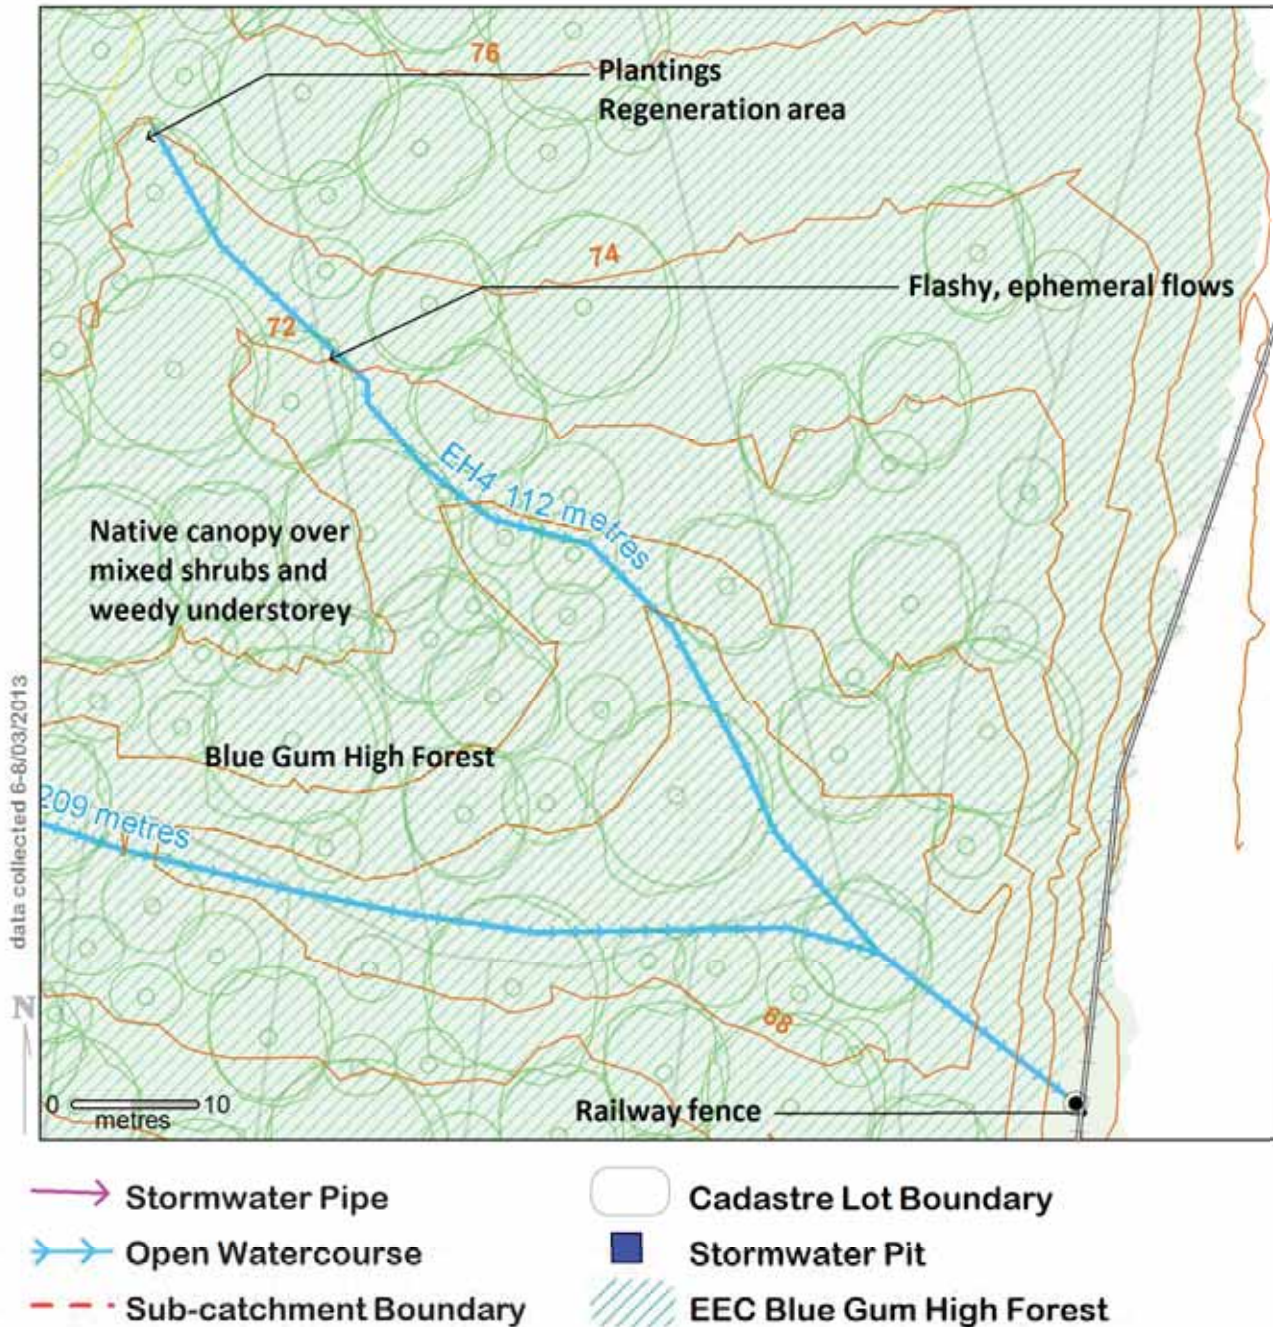 76
Plantings
Regeneration area
74
Flashy, ephemeral flows
72
EH4 112 metres
Native canopy over
mixed shrubs and
weedy understorey
Blue Gum High Forest
209 metres
68
data collected 6-8/03/2013
N
0 10
metres
Railway fence
Stormwater Pipe
Cadastre Lot Boundary
Open Watercourse
Stormwater Pit
Sub-catchment Boundary
EEC Blue Gum High Forest